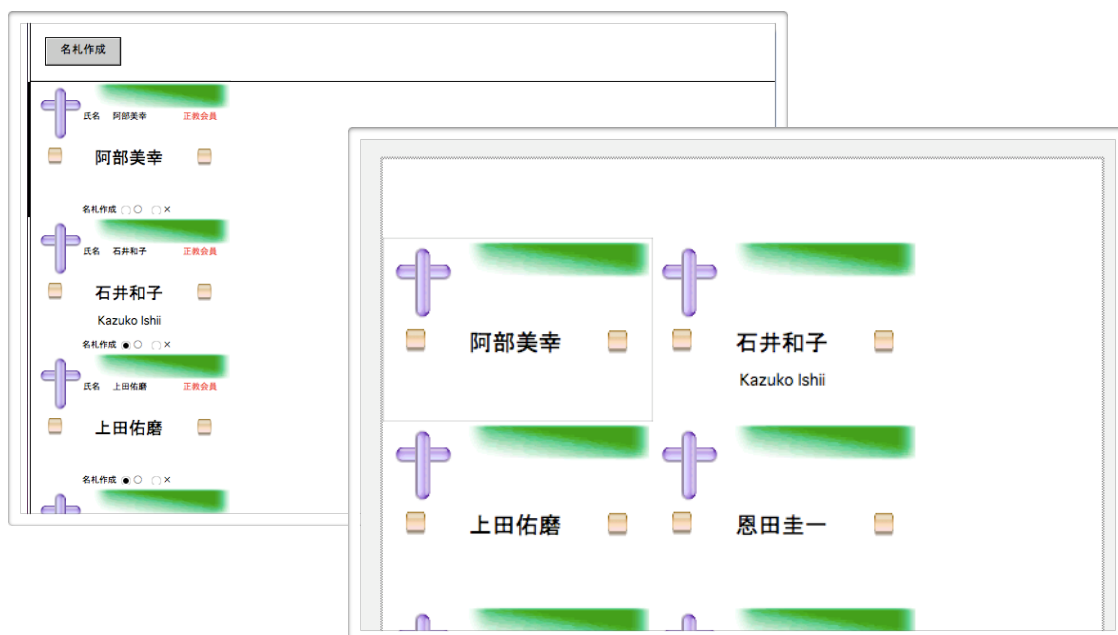 名札作成
氏名 阿部美幸 正教会員
阿部美幸
名札作成 ○ ×
氏名 石井和子 正教会員
石井和子
Kazuko Ishii
名札作成 ○ ×
氏名 上田佑磨 正教会員
上田佑磨
名札作成 ○ ×
阿部美幸 石井和子
Kazuko Ishii
上田佑磨 恩田圭一